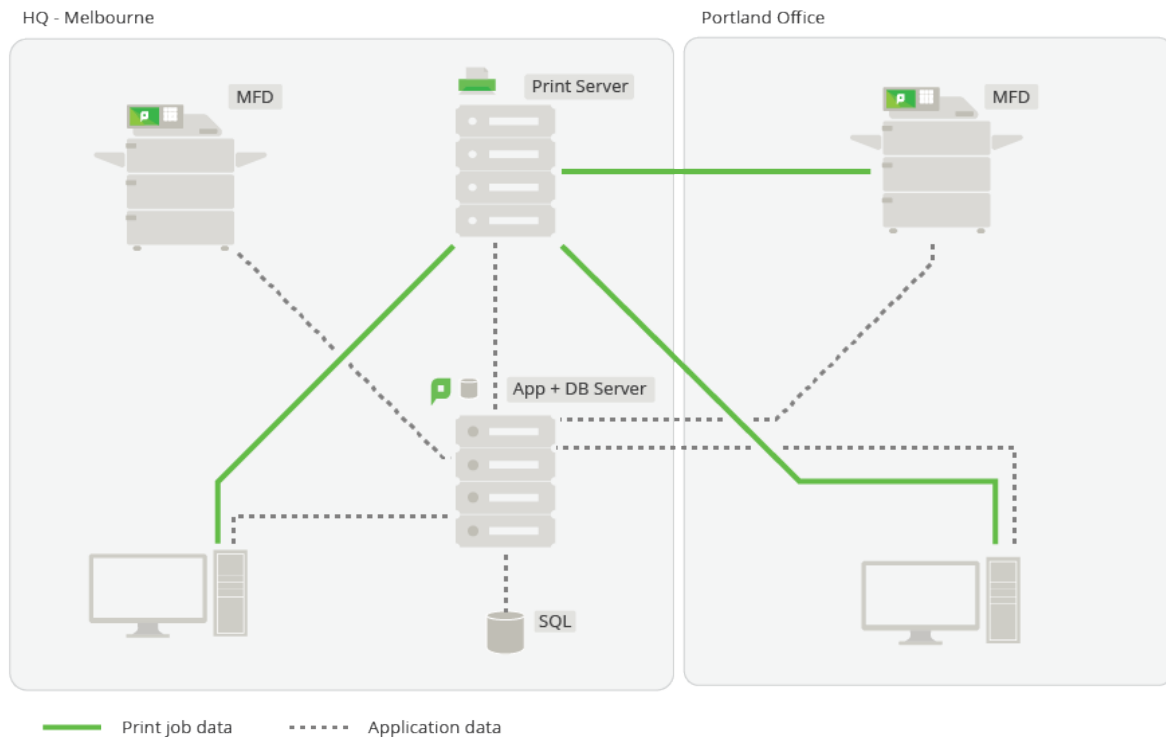 HQ - Melbourne
Portland Office
MFD
Print Server
MFD
App + DB Server
SQL
Print job data
Application data